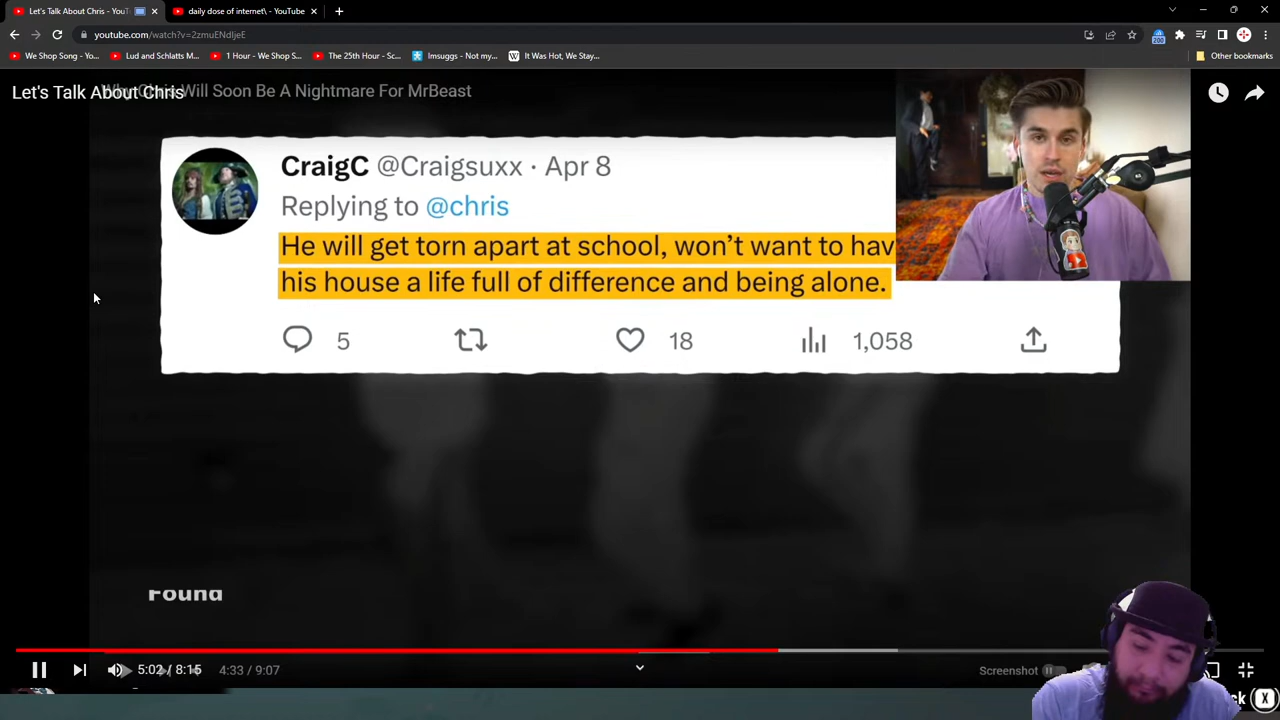 Let's Talk About Chris - YouT
daily dose of internet\ - YouTube
youtube.com/watch?v=2zmuENdIjeE
We Shop Song - Yo...
Lud and Schlatts M...
1 Hour - We Shop S...
The 25th Hour - Sc...
Imsuggs - Not my...
It Was Hot, We Stay...
Other bookmarks
200
Let's Talk About Chris
Will Soon Be A Nightmare For MrBeast
CraigC @Craigsuxx · Apr 8
Replying to @chris
He will get torn apart at school, won't want to hav
his house a life full of difference and being alone.
5
18
1,058
Found
5:02 / 8:15
4:33 / 9:07
Screenshot
ck
X